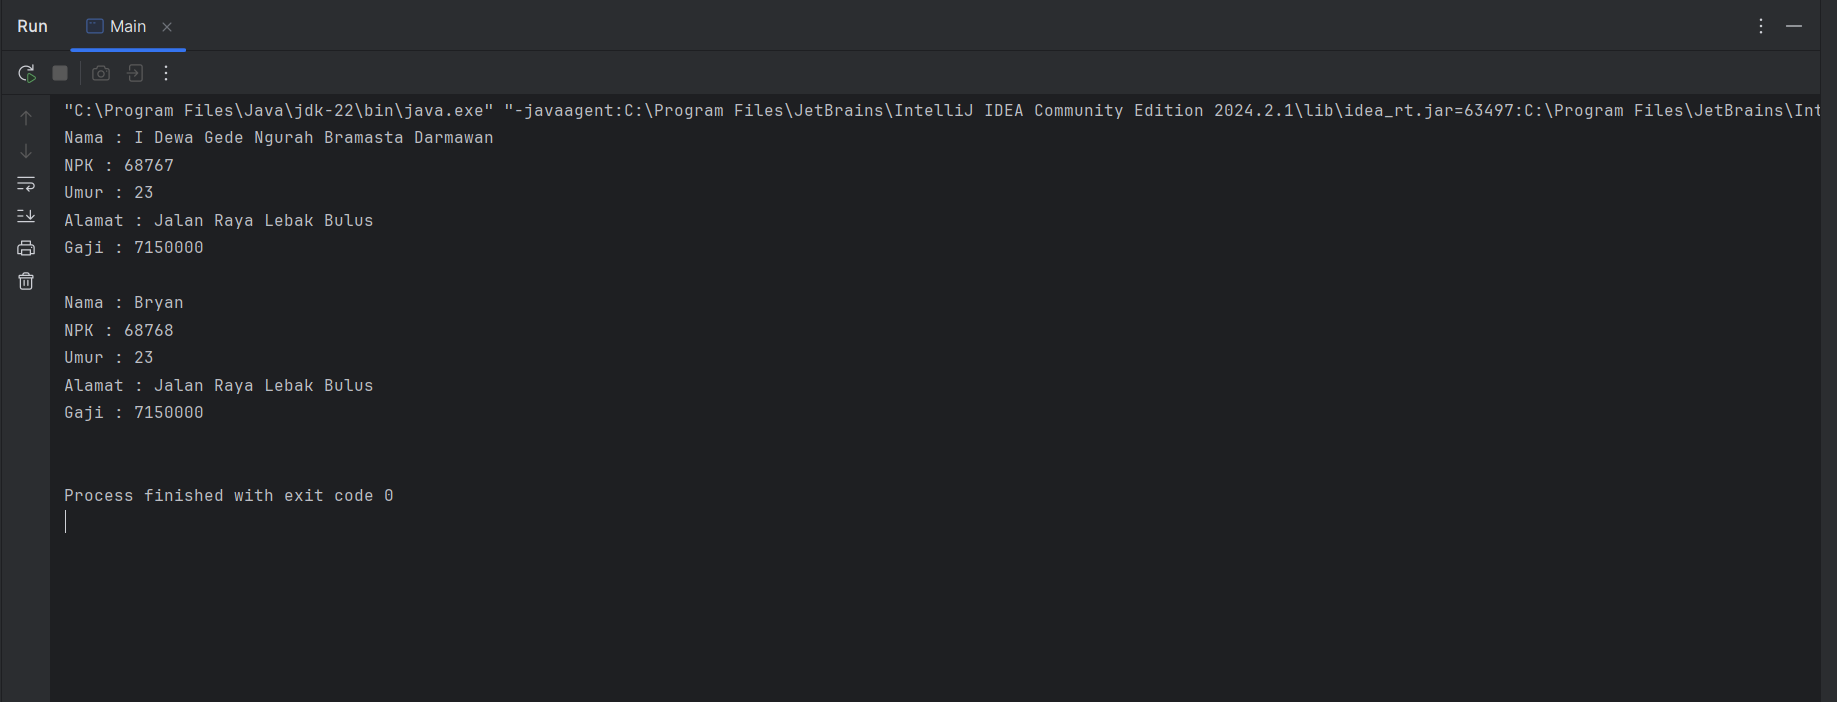 Run Main
"C:\Program Files\Java\jdk-22\bin\java.exe" "-javaagent:C:\Program Files\JetBrains\IntelliJ IDEA Community Edition 2024.2.1\lib\idea_rt.jar=63497:C:\Program Files\JetBrains\Int
Nama : I Dewa Gede Ngurah Bramasta Darmawan
NPK : 68767
Umur : 23
Alamat : Jalan Raya Lebak Bulus
Gaji : 7150000
Nama : Bryan
NPK : 68768
Umur : 23
Alamat : Jalan Raya Lebak Bulus
Gaji : 7150000
Process finished with exit code 0